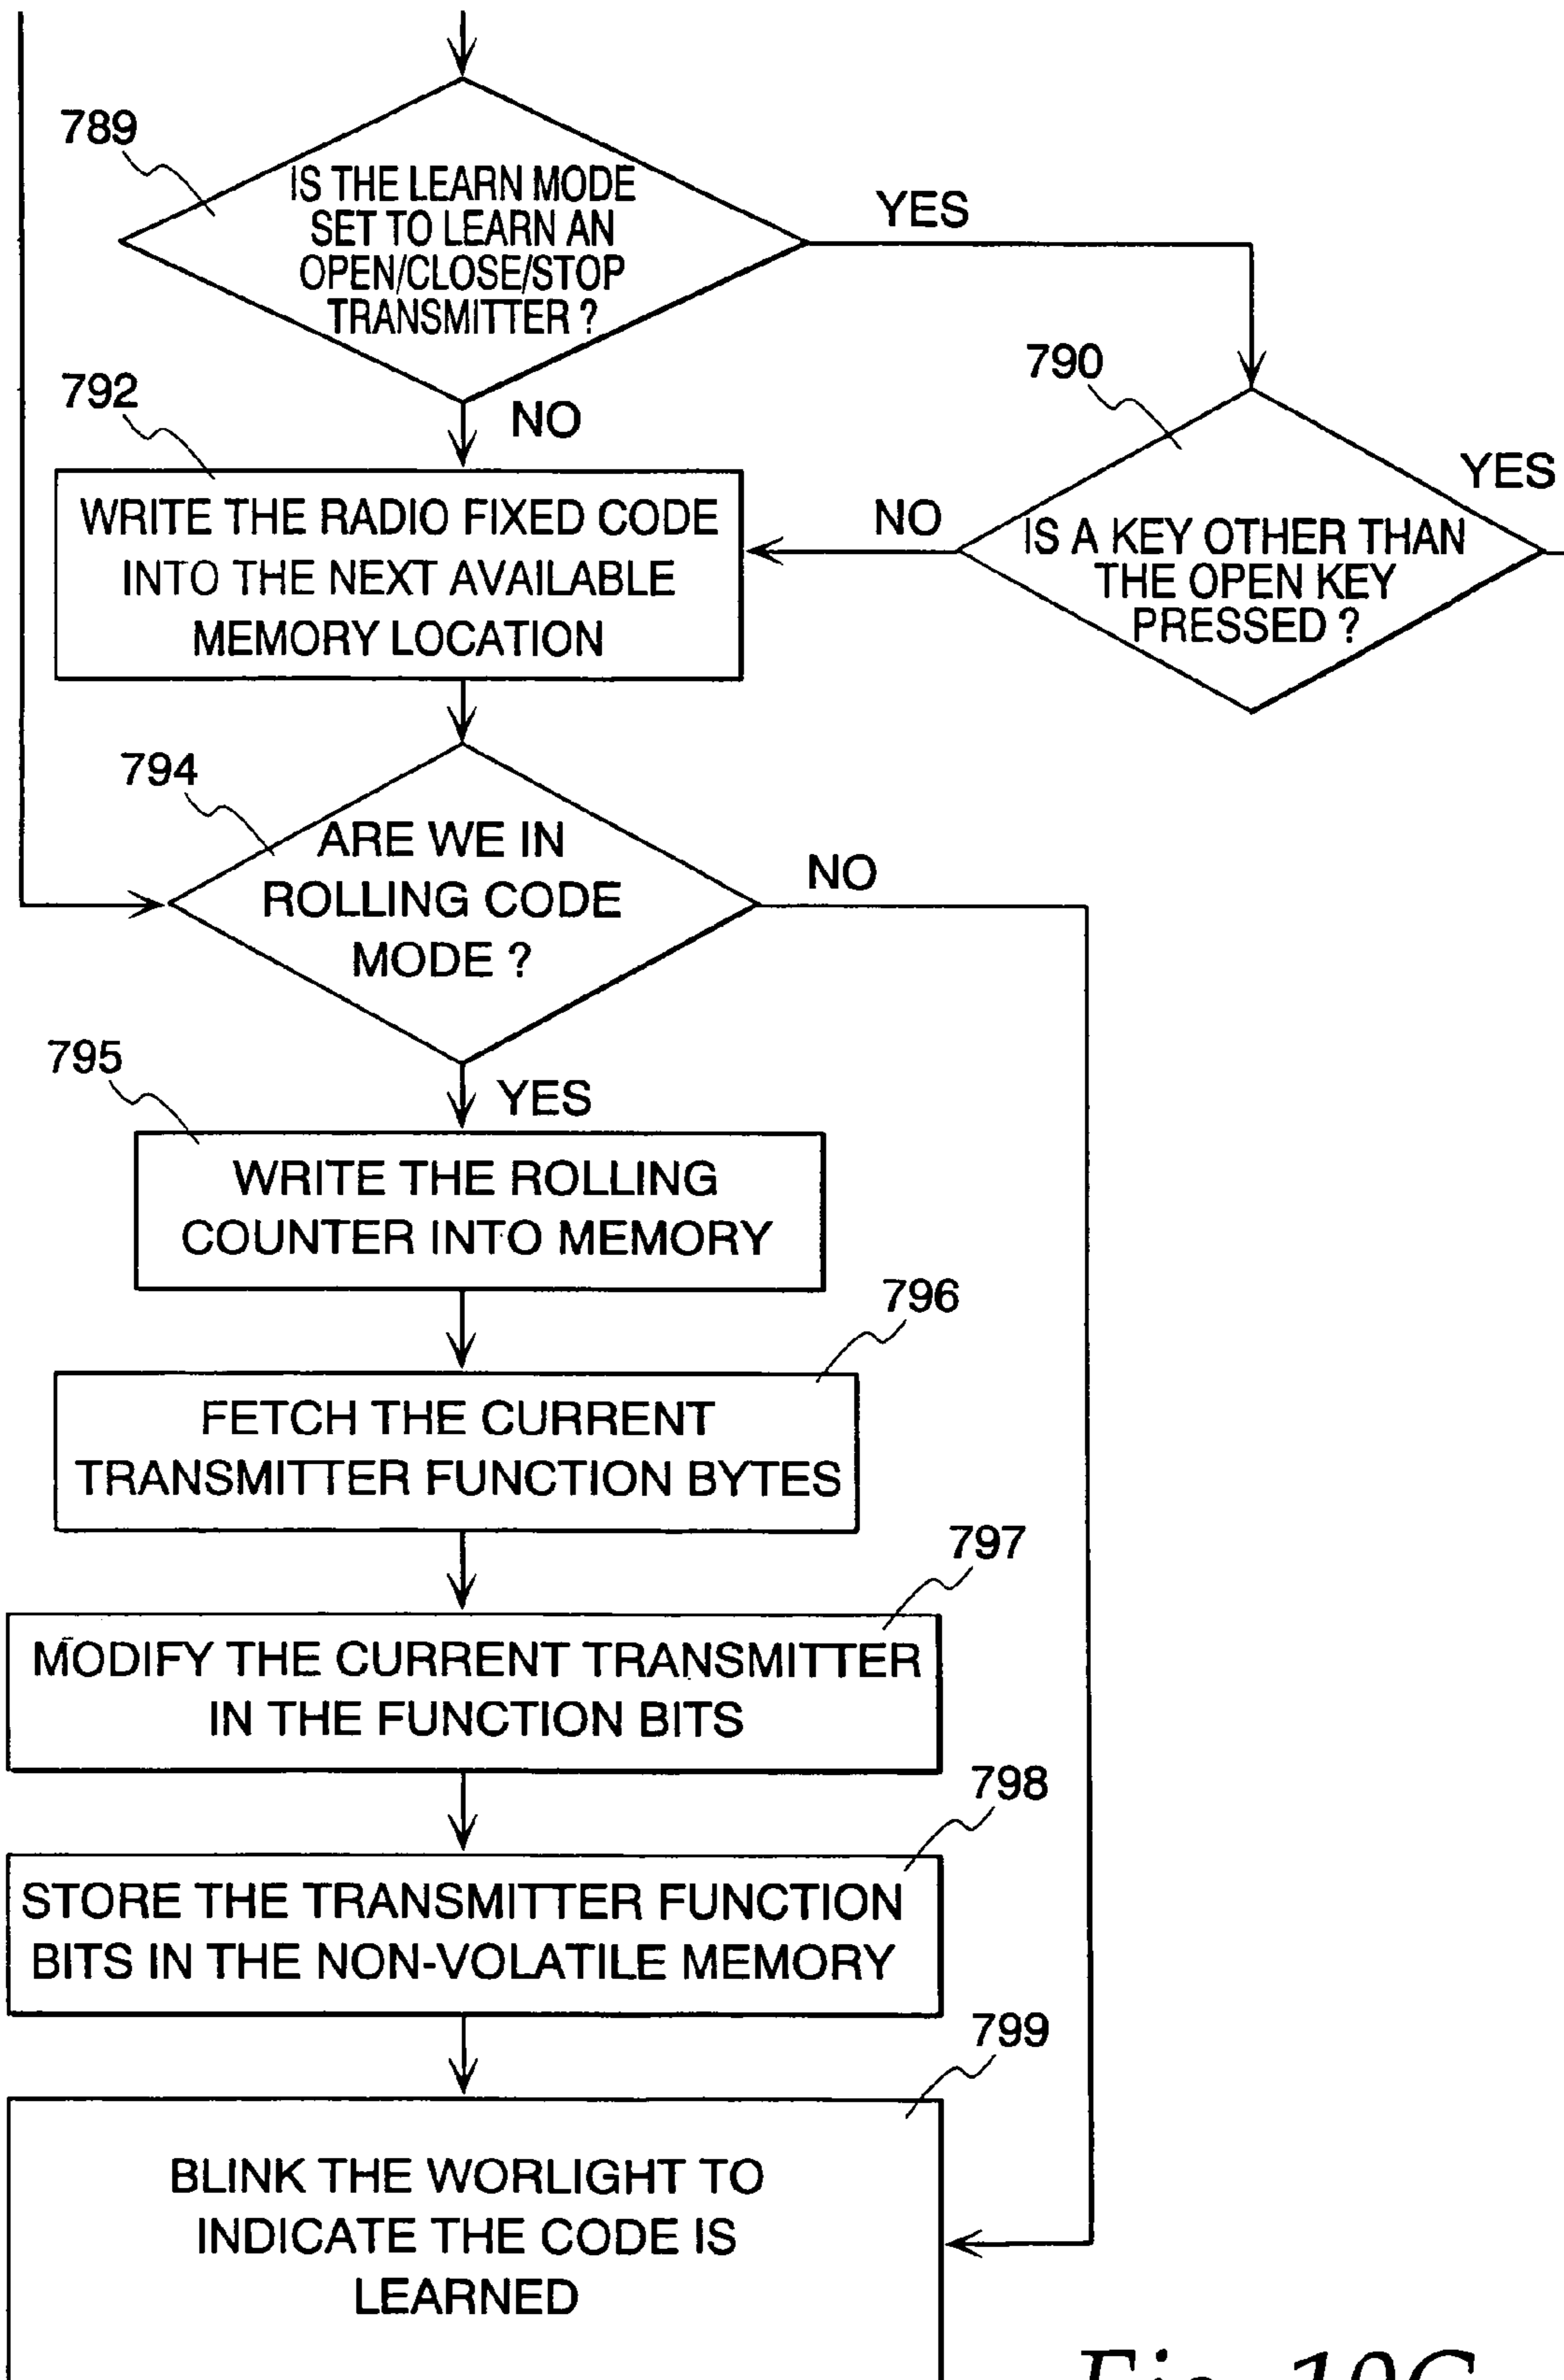 789
IS THE LEARN MODE
SET TO LEARN AN
OPEN/CLOSE/STOP
TRANSMITTER ?
YES
NO
790
IS A KEY OTHER THAN
THE OPEN KEY
PRESSED ?
YES
NO
792
WRITE THE RADIO FIXED CODE
INTO THE NEXT AVAILABLE
MEMORY LOCATION
794
ARE WE IN
ROLLING CODE
MODE ?
NO
YES
795
WRITE THE ROLLING
COUNTER INTO MEMORY
796
FETCH THE CURRENT
TRANSMITTER FUNCTION BYTES
797
MODIFY THE CURRENT TRANSMITTER
IN THE FUNCTION BITS
798
STORE THE TRANSMITTER FUNCTION
BITS IN THE NON-VOLATILE MEMORY
799
BLINK THE WORLIGHT TO
INDICATE THE CODE IS
LEARNED